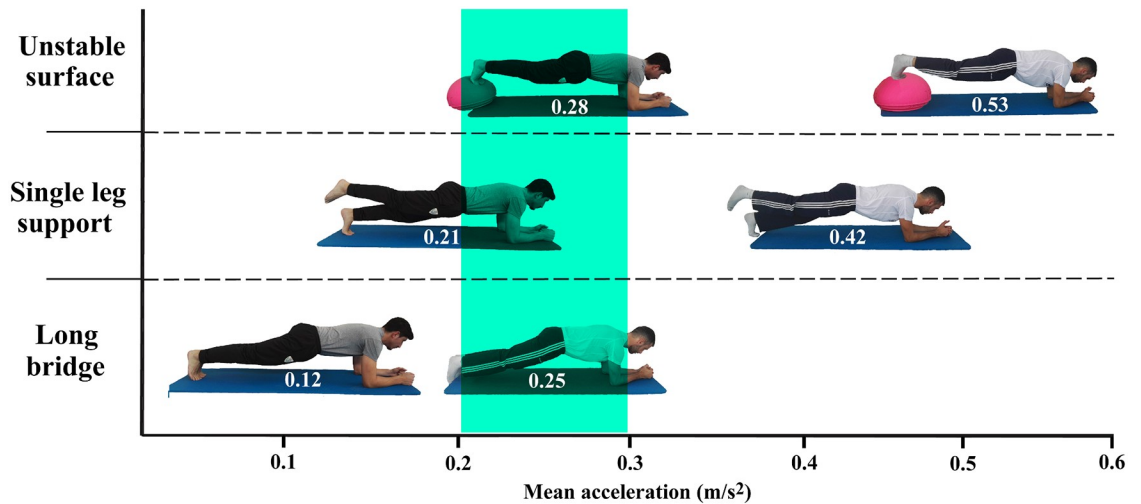 Unstable
surface
0.28
0.53
Single leg
support
0.21
0.42
Long
bridge
0.12
0.25
0.1
0.2
0.3
0.4
0.5
0.6
Mean acceleration (m/s²)